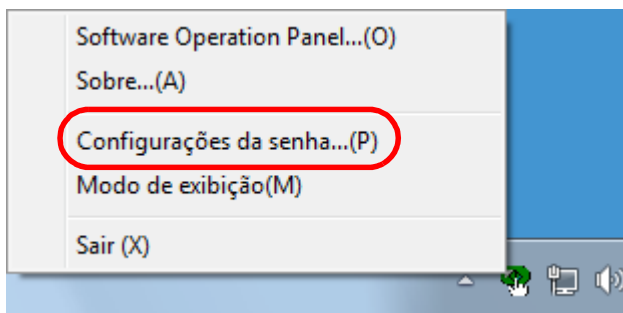 Software Operation Panel...(O)
Sobre...(A)
Configurações da senha...(P)
Modo de exibição(M)
Sair (X)